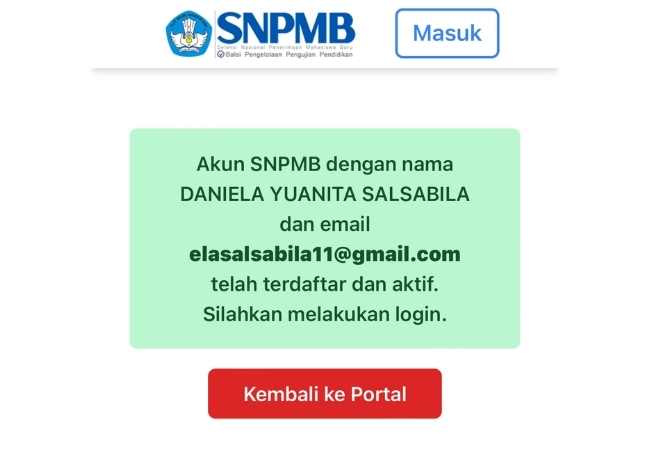 SNPMB
Seleksi Nasional Penerimaan Mahasiswa Baru
Balai Pengelolaan Pengujian Pendidikan
Masuk
Akun SNPMB dengan nama
DANIELA YUANITA SALSABILA
dan email
elasalsabila11@gmail.com
telah terdaftar dan aktif.
Silahkan melakukan login.
Kembali ke Portal